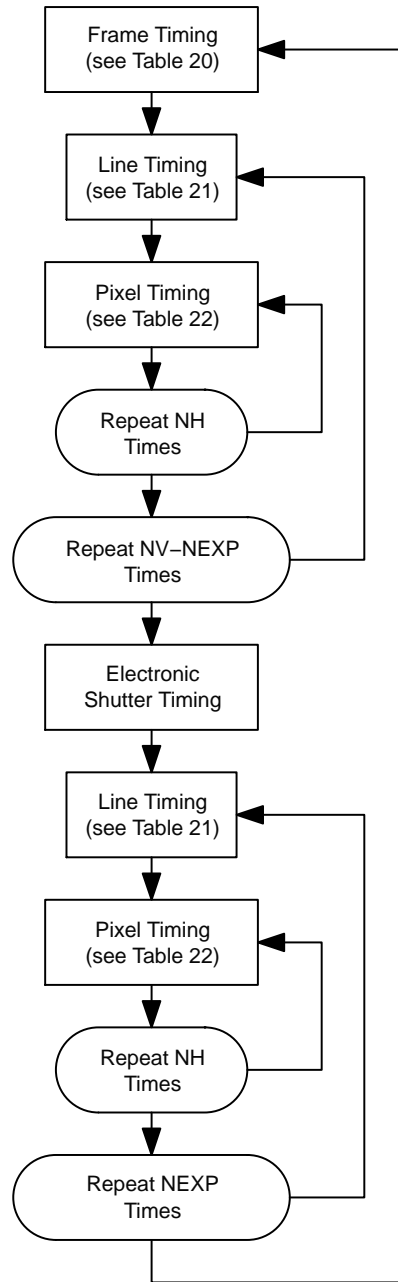 Frame Timing
(see Table 20)
Line Timing
(see Table 21)
Pixel Timing
(see Table 22)
Repeat NH
Times
Repeat NV−NEXP
Times
Electronic
Shutter Timing
Line Timing
(see Table 21)
Pixel Timing
(see Table 22)
Repeat NH
Times
Repeat NEXP
Times